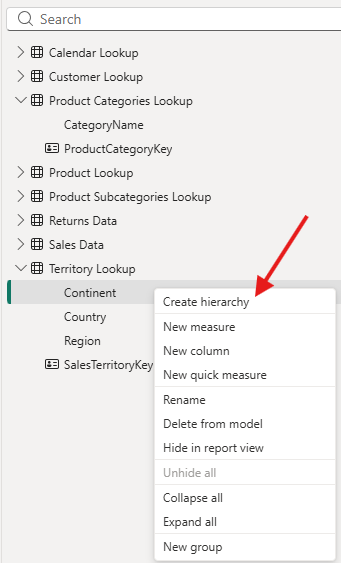 Search
Calendar Lookup
Customer Lookup
Product Categories Lookup
CategoryName
ProductCategoryKey
Product Lookup
Product Subcategories Lookup
Returns Data
Sales Data
Territory Lookup
Continent
Country
Region
SalesTerritoryKey
Create hierarchy
New measure
New column
New quick measure
Rename
Delete from model
Hide in report view
Unhide all
Collapse all
Expand all
New group